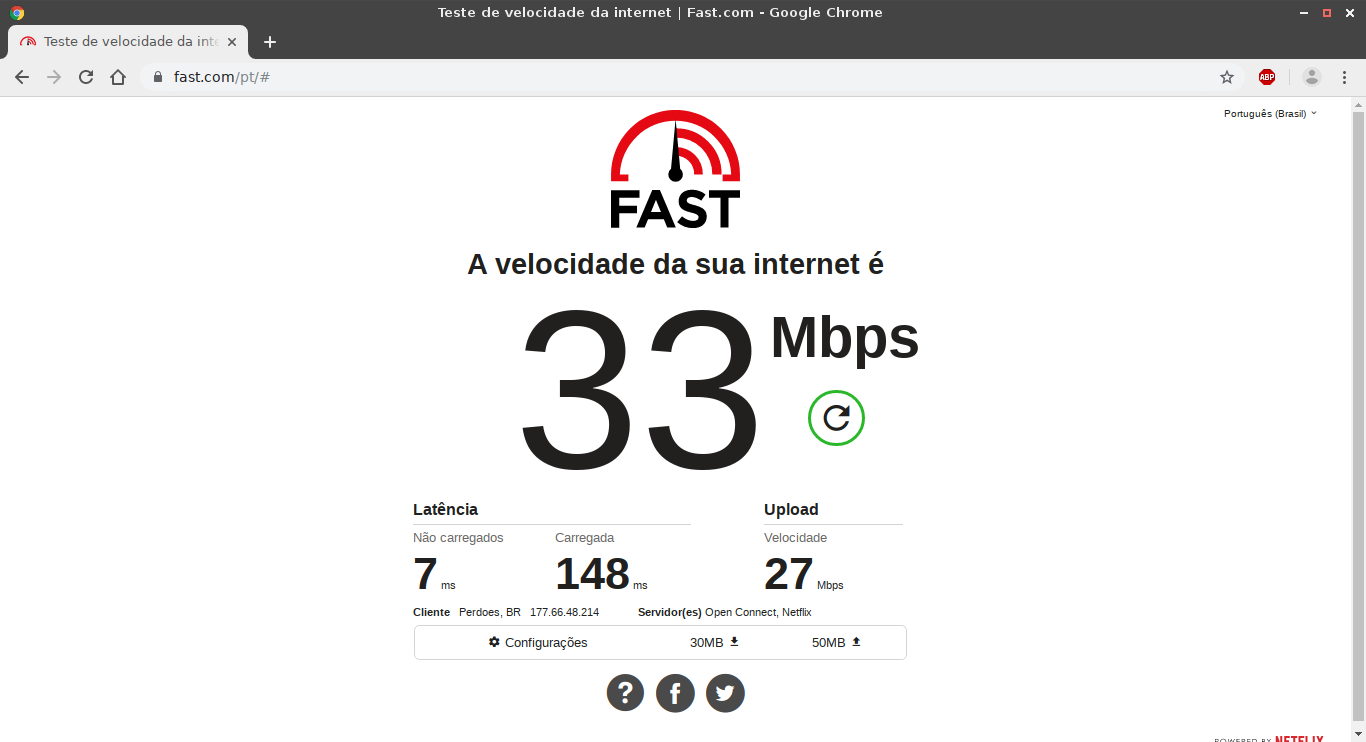 Teste de velocidade da internet | Fast.com - Google Chrome
Teste de velocidade da inte
fast.com/pt/#
ABP
Português (Brasil)
FAST
A velocidade da sua internet é
33 Mbps
Latência
Upload
Não carregados
Carregada
Velocidade
7 ms
148 ms
27 Mbps
Cliente Perdoes, BR 177.66.48.214 Servidor(es) Open Connect, Netflix
Configurações 30MB 50MB
?
POWERED BY NETFLIX